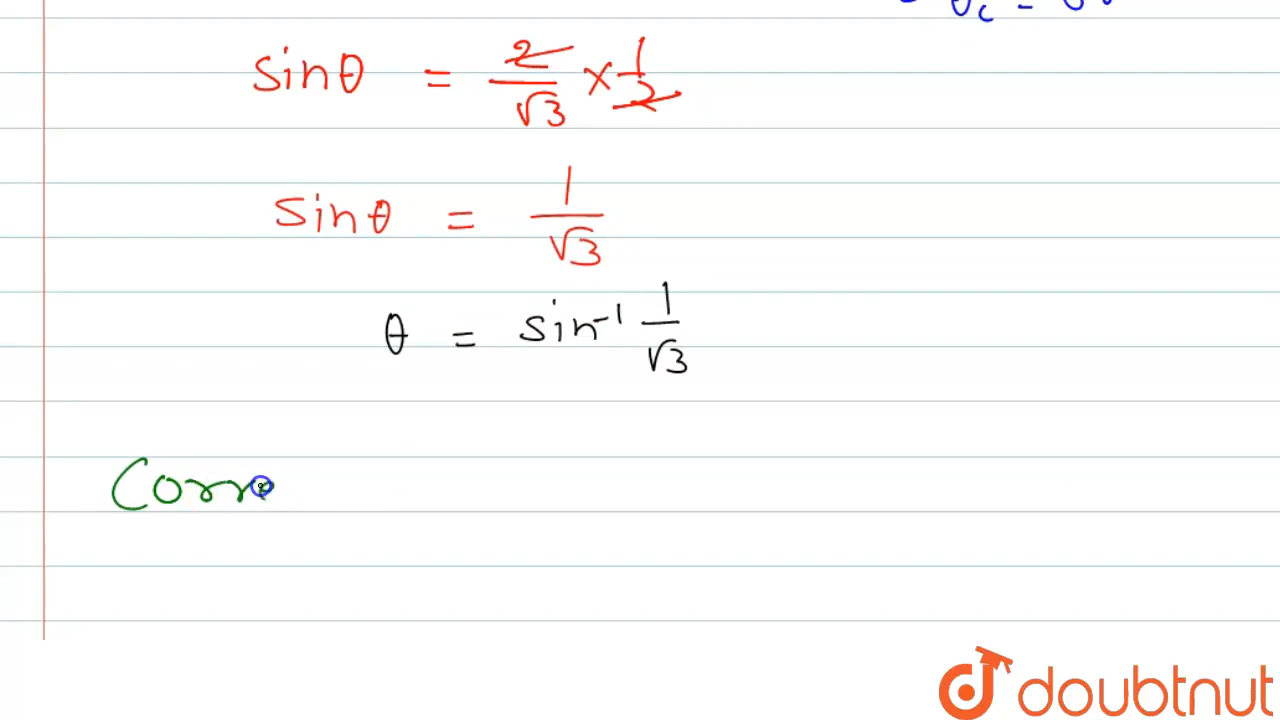 sinθ = 2/√3 × 1/2
sinθ = 1/√3
θ = sin⁻¹ 1/√3
Corr
doubtnut